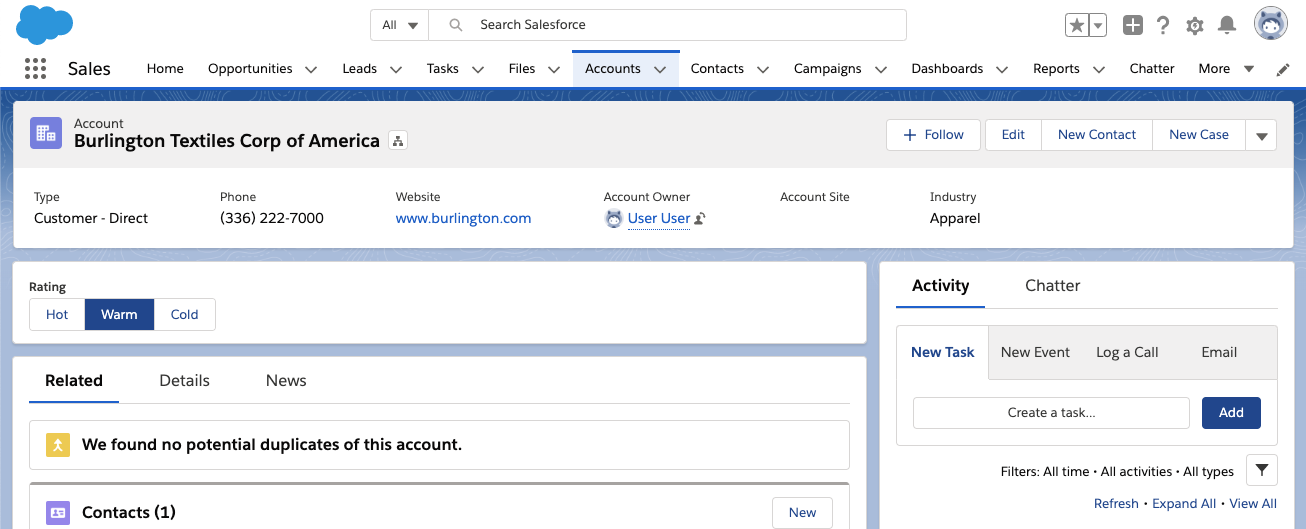 All
Search Salesforce
Sales Home Opportunities Leads Tasks Files Accounts Contacts Campaigns Dashboards Reports Chatter More
Account
Burlington Textiles Corp of America
Follow Edit New Contact New Case
Type Phone Website Account Owner Account Site Industry
Customer - Direct (336) 222-7000 www.burlington.com User User Apparel
Rating
Hot Warm Cold
Related Details News
We found no potential duplicates of this account.
Contacts (1) New
Activity Chatter
New Task New Event Log a Call Email
Create a task... Add
Filters: All time • All activities • All types
Refresh • Expand All • View All